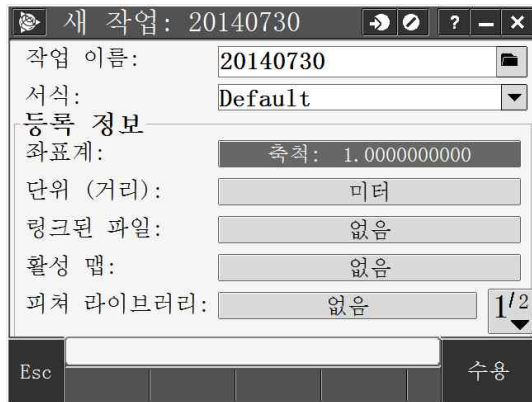 새 작업: 20140730
작업 이름: 20140730
서식: Default
등록 정보
좌표계: 축척: 1.0000000000
단위 (거리): 미터
링크된 파일: 없음
활성 맵: 없음
피쳐 라이브러리: 없음 1/2
Esc 수용